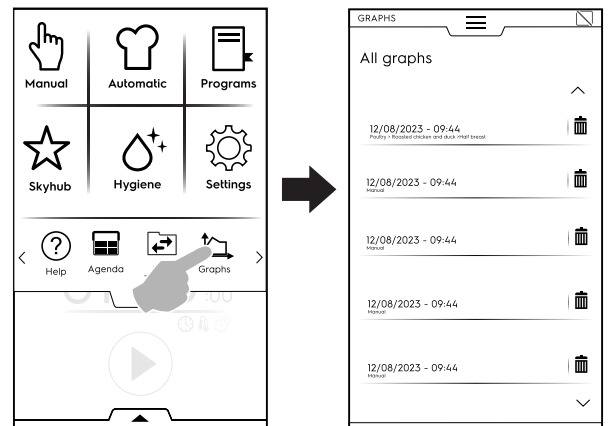 Manual
Automatic
Programs
Skyhub
Hygiene
Settings
Help
Agenda
Graphs
:00
GRAPHS
All graphs
12/08/2023 - 09:44
Poultry > Roasted chicken and duck >Half breast
12/08/2023 - 09:44
Manual
12/08/2023 - 09:44
Manual
12/08/2023 - 09:44
Manual
12/08/2023 - 09:44
Manual